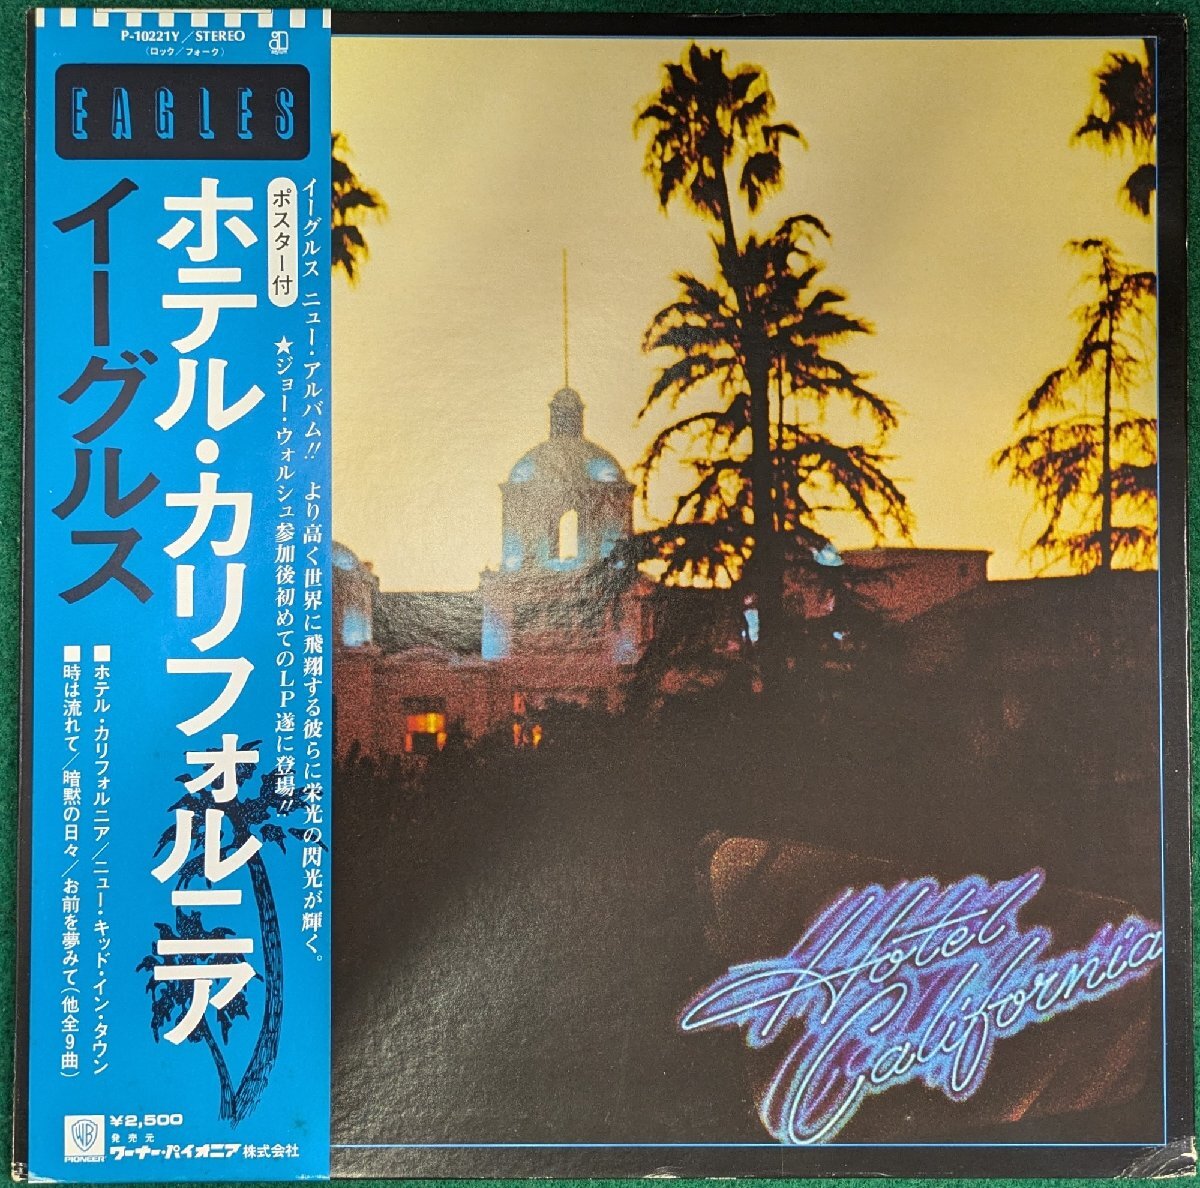 P-10221Y/STEREO
(ロック/フォーク)
EAGLES
イーグルス ニュー・アルバム!! より高く世界に飛翔する彼らに栄光の閃光が輝く。
ポスター付
★ジョー・ウォルシュ参加後初めてのLP遂に登場!!
ホテル・カリフォルニア
イーグルス
■ホテル・カリフォルニア/ニュー・キッド・イン・タウン
■時は流れて/暗黙の日々/お前を夢みて(他全9曲)
WB
PIONEER
¥2,500
発売元
ワーナー・パイオニア株式会社
Hotel
California